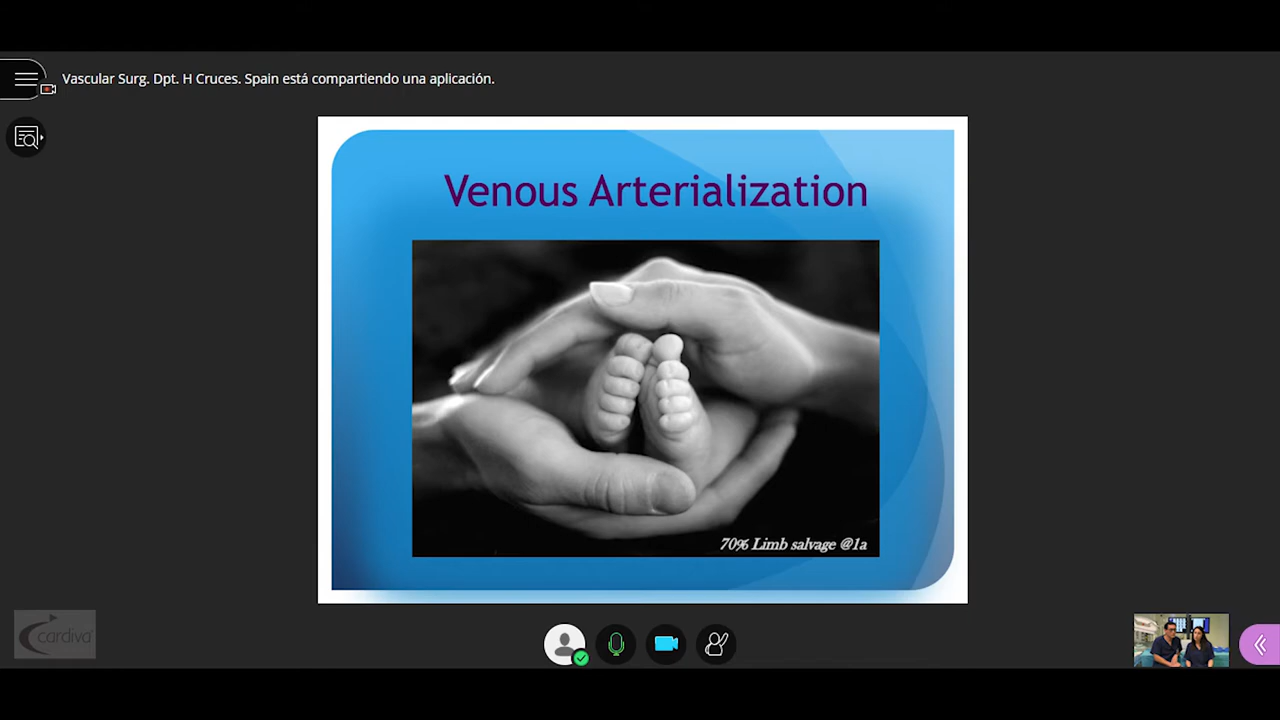 Vascular Surg. Dpt. H Cruces. Spain está compartiendo una aplicación.
Venous Arterialization
70% Limb salvage @1a
cardiva